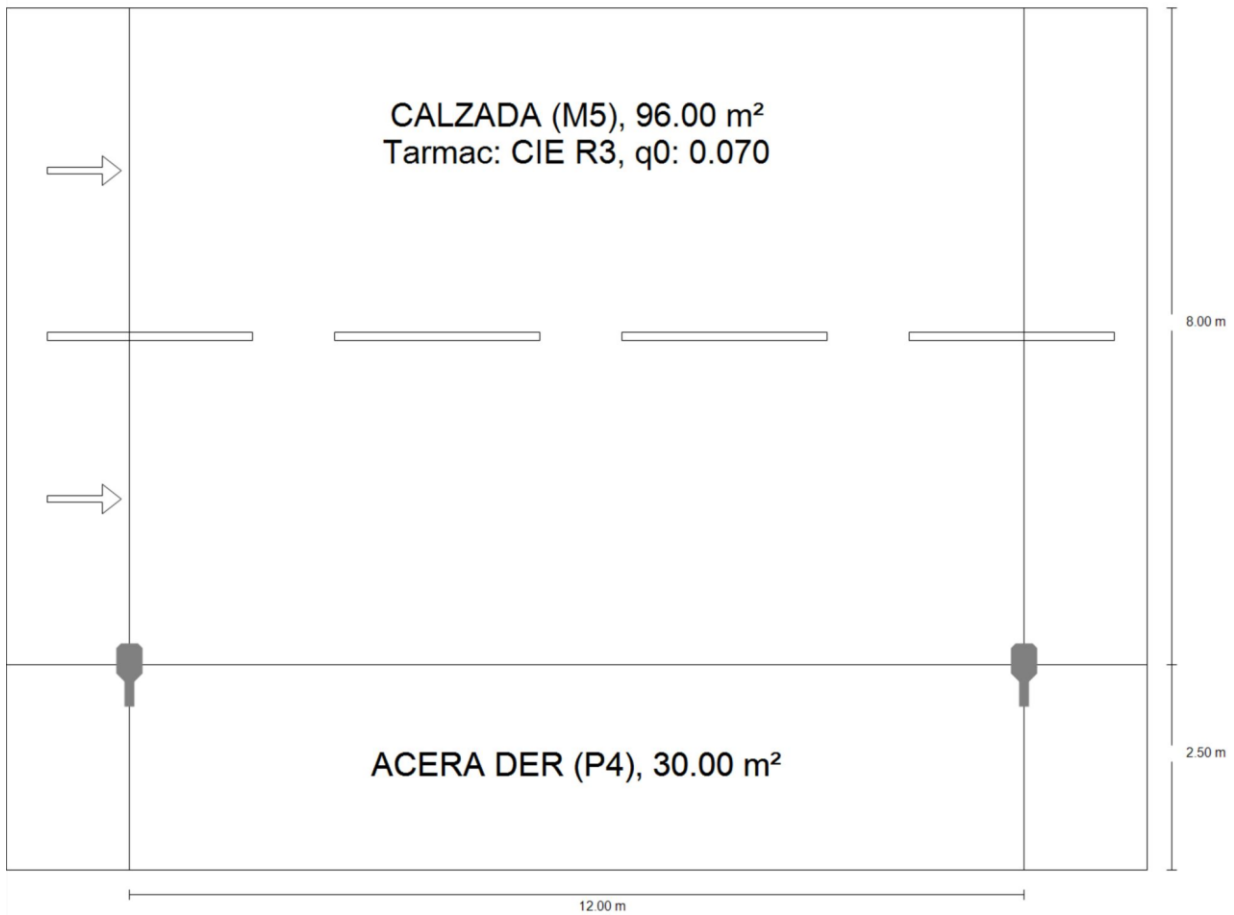 CALZADA (M5), 96.00 m²
Tarmac: CIE R3, q0: 0.070
8.00 m
2.50 m
ACERA DER (P4), 30.00 m²
12.00 m